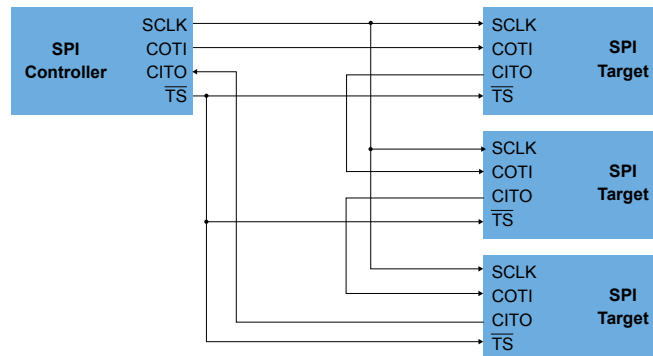 SPI
Controller
SCLK
COTI
CITO
TS
SCLK
COTI
CITO
TS
SPI
Target
SCLK
COTI
CITO
TS
SPI
Target
SCLK
COTI
CITO
TS
SPI
Target